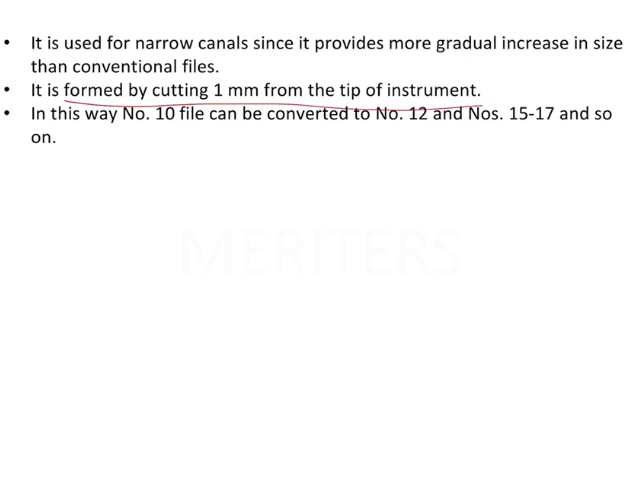 • It is used for narrow canals since it provides more gradual increase in size
than conventional files.
• It is formed by cutting 1 mm from the tip of instrument.
• In this way No. 10 file can be converted to No. 12 and Nos. 15-17 and so
on.
MERITERS